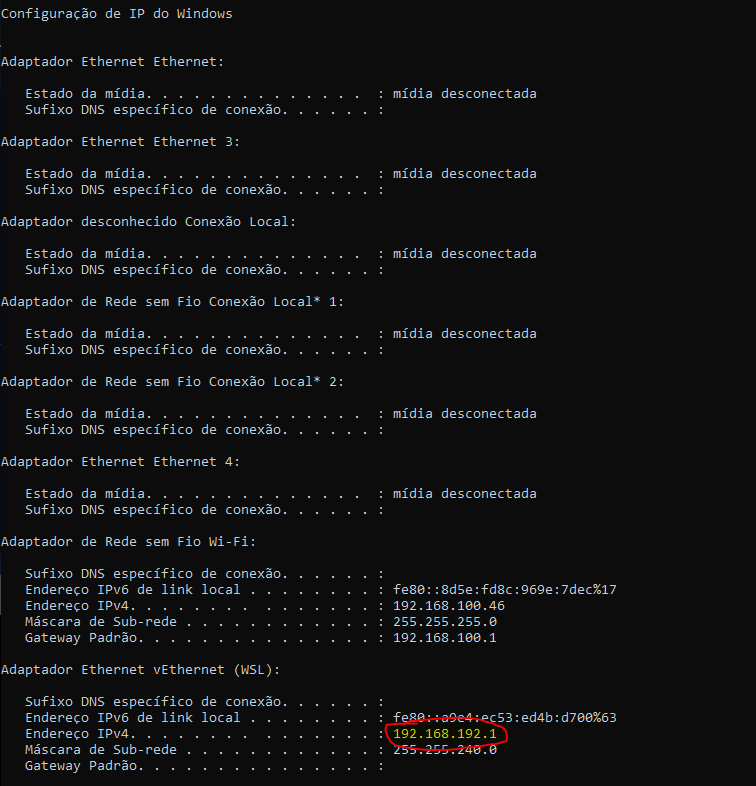 Configuração de IP do Windows
Adaptador Ethernet Ethernet:
Estado da mídia. . . . . . . . . . . . . . : mídia desconectada
Sufixo DNS específico de conexão. . . . . . :
Adaptador Ethernet Ethernet 3:
Estado da mídia. . . . . . . . . . . . . . : mídia desconectada
Sufixo DNS específico de conexão. . . . . . :
Adaptador desconhecido Conexão Local:
Estado da mídia. . . . . . . . . . . . . . : mídia desconectada
Sufixo DNS específico de conexão. . . . . . :
Adaptador de Rede sem Fio Conexão Local* 1:
Estado da mídia. . . . . . . . . . . . . . : mídia desconectada
Sufixo DNS específico de conexão. . . . . . :
Adaptador de Rede sem Fio Conexão Local* 2:
Estado da mídia. . . . . . . . . . . . . . : mídia desconectada
Sufixo DNS específico de conexão. . . . . . :
Adaptador Ethernet Ethernet 4:
Estado da mídia. . . . . . . . . . . . . . : mídia desconectada
Sufixo DNS específico de conexão. . . . . . :
Adaptador de Rede sem Fio Wi-Fi:
Sufixo DNS específico de conexão. . . . . . :
Endereço IPv6 de link local . . . . . . . . : fe80::8d5e:fd8c:969e:7dec%17
Endereço IPv4. . . . . . . . . . . . . . . : 192.168.100.46
Máscara de Sub-rede . . . . . . . . . . . . : 255.255.255.0
Gateway Padrão. . . . . . . . . . . . . . . : 192.168.100.1
Adaptador Ethernet vEthernet (WSL):
Sufixo DNS específico de conexão. . . . . . :
Endereço IPv6 de link local . . . . . . . . : fe80::a9e4:ec53:ed4b:d700%63
Endereço IPv4. . . . . . . . . . . . . . . : 192.168.192.1
Máscara de Sub-rede . . . . . . . . . . . . : 255.255.240.0
Gateway Padrão. . . . . . . . . . . . . . . :